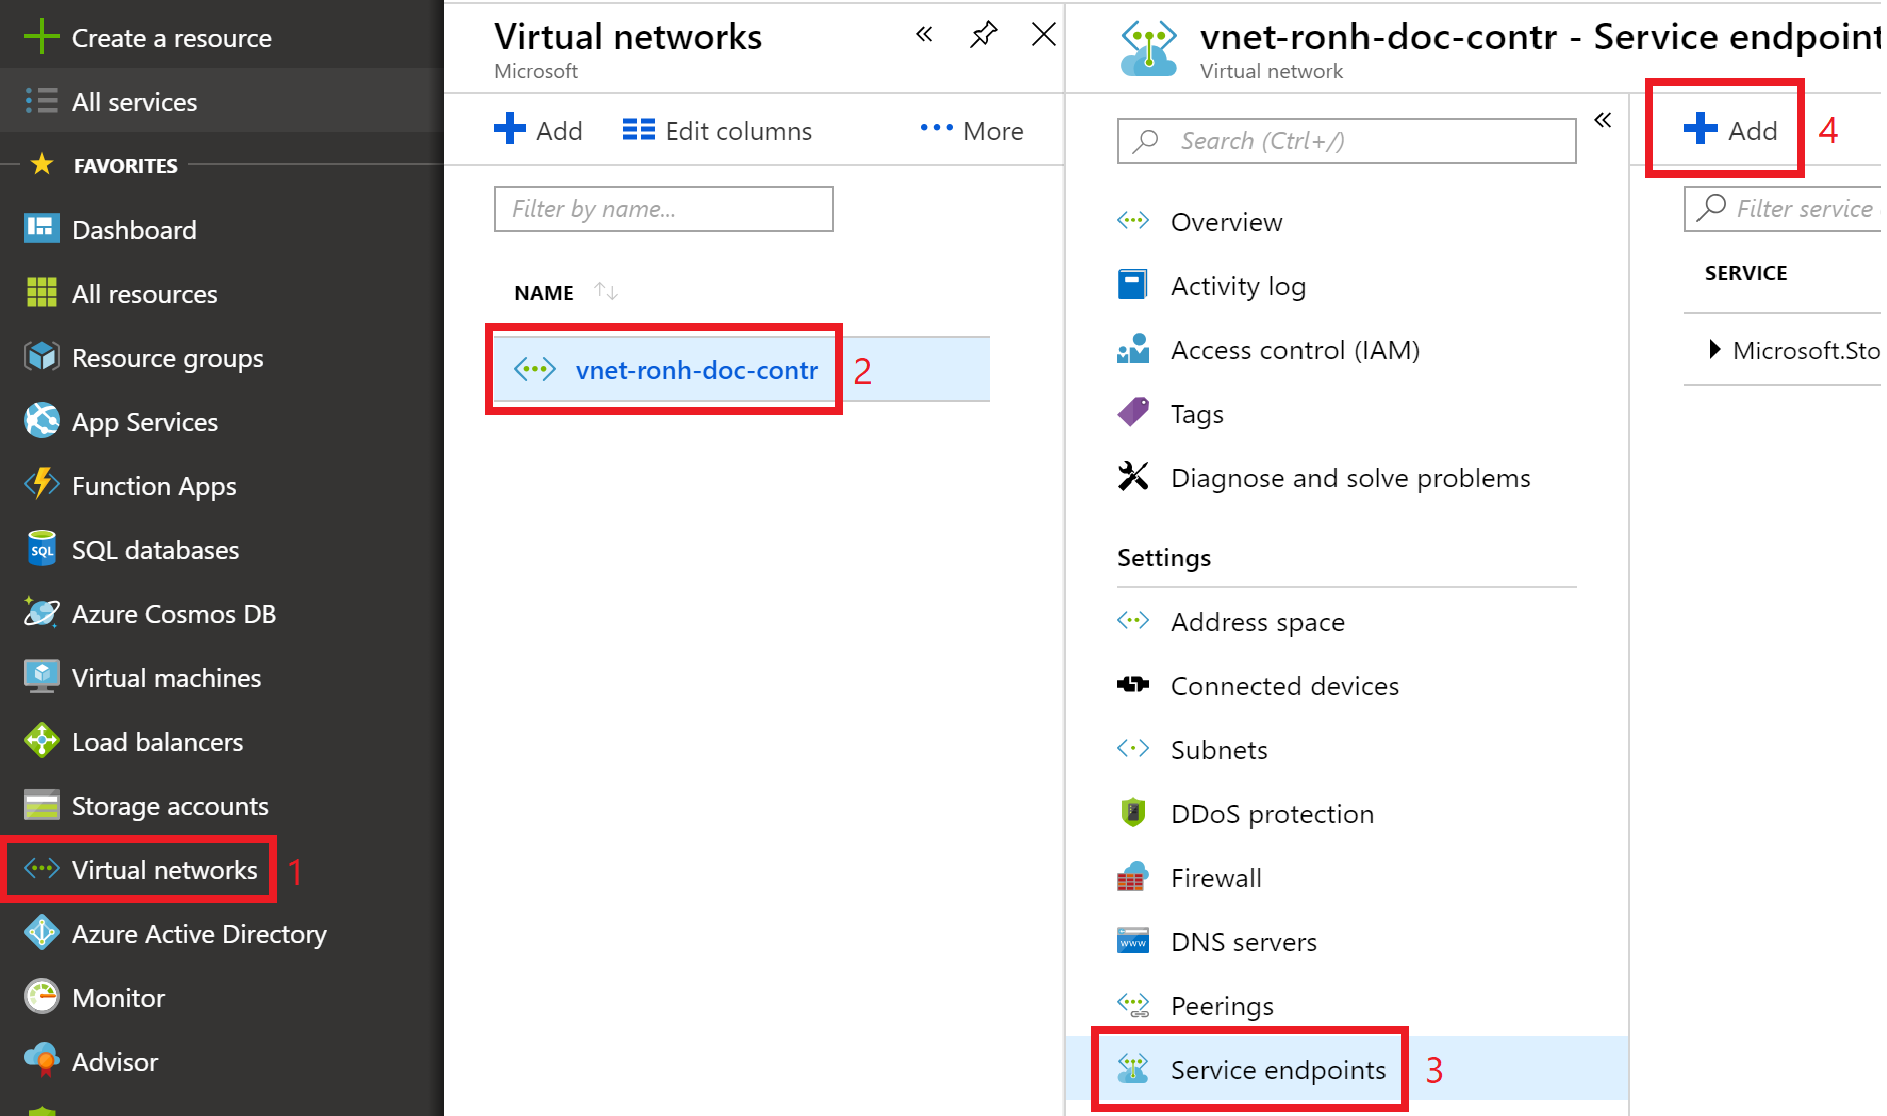 Create a resource
All services
FAVORITES
Dashboard
All resources
Resource groups
App Services
Function Apps
SQL databases
Azure Cosmos DB
Virtual machines
Load balancers
Storage accounts
Virtual networks 1
Azure Active Directory
Monitor
Advisor
Virtual networks
Microsoft
Add Edit columns More
Filter by name...
NAME
vnet-ronh-doc-contr 2
vnet-ronh-doc-contr - Service endpoint
Virtual network
Search (Ctrl+/)
Overview
Activity log
Access control (IAM)
Tags
Diagnose and solve problems
Settings
Address space
Connected devices
Subnets
DDoS protection
Firewall
DNS servers
Peerings
Service endpoints 3
Add 4
Filter service
SERVICE
Microsoft.Sto
SQL
www